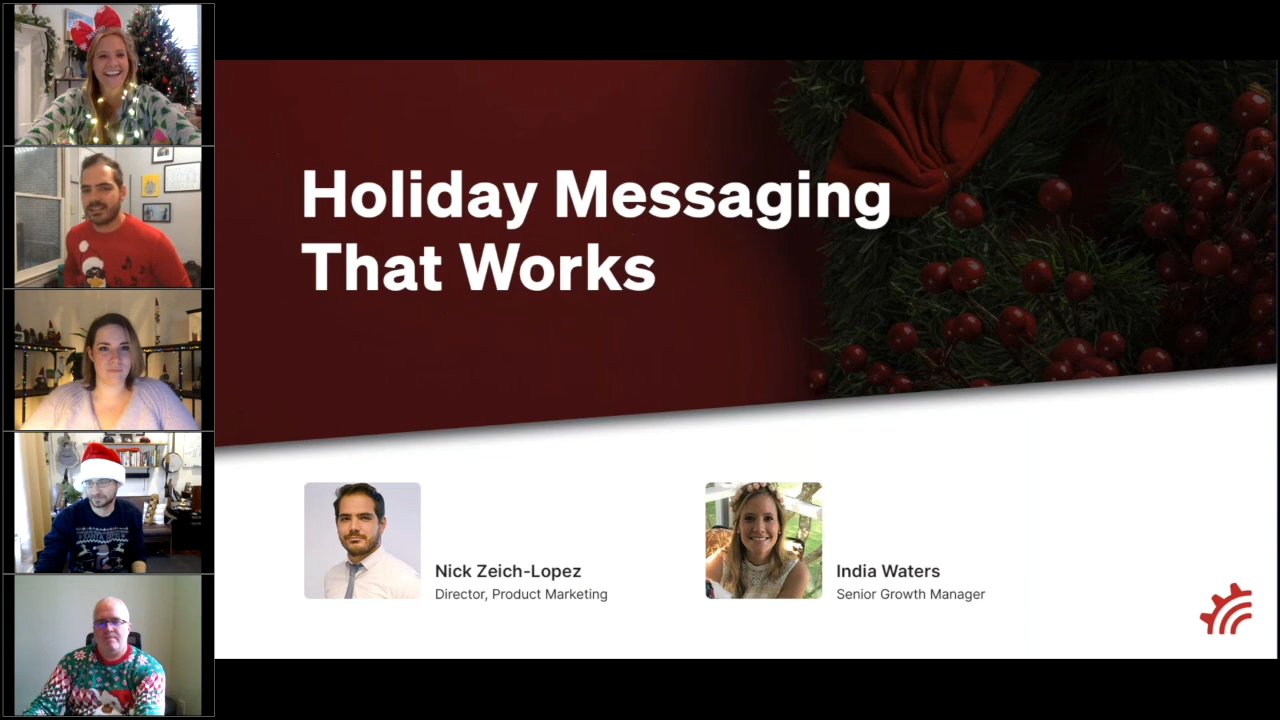 Holiday Messaging
That Works
Nick Zeich-Lopez
Director, Product Marketing
India Waters
Senior Growth Manager